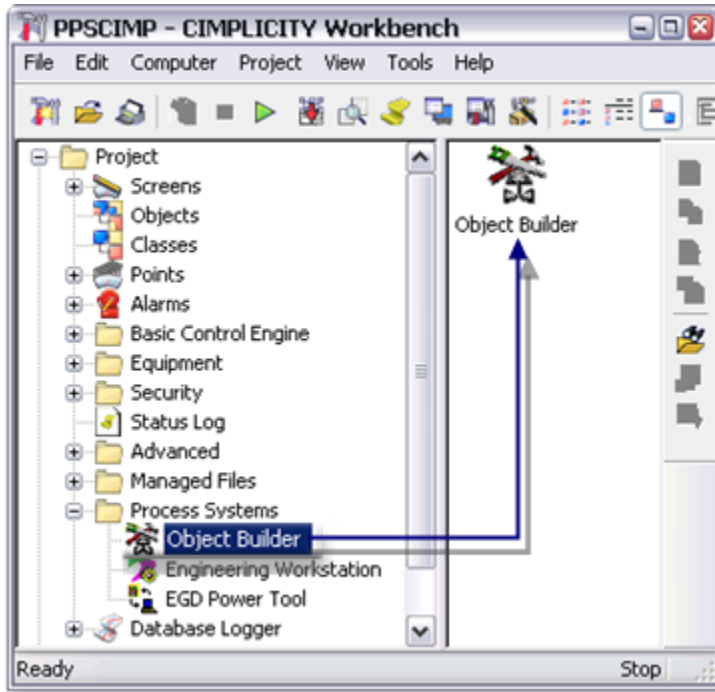 PPSCIMP - CIMPLICITY Workbench
File Edit Computer Project View Tools Help
Project
Screens
Objects
Classes
Points
Alarms
Basic Control Engine
Equipment
Security
Status Log
Advanced
Managed Files
Process Systems
Object Builder
Engineering Workstation
EGD Power Tool
Database Logger
Object Builder
Ready Stop